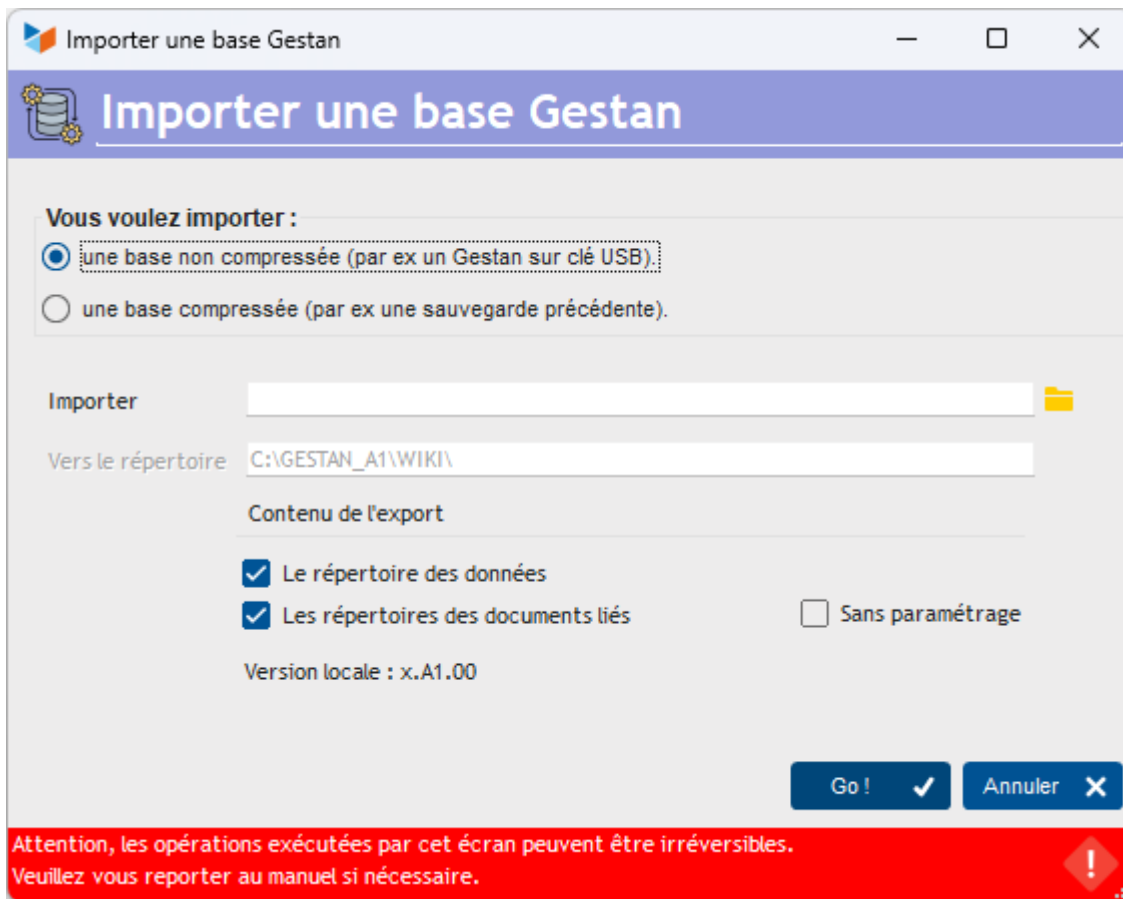 Importer une base Gestan
Importer une base Gestan
Vous voulez importer :
une base non compressée (par ex un Gestan sur clé USB).
une base compressée (par ex une sauvegarde précédente).
Importer
Vers le répertoire C:\GESTAN_A1\WIKI\
Contenu de l'export
Le répertoire des données
Les répertoires des documents liés Sans paramétrage
Version locale : x.A1.00
Go ! Annuler
Attention, les opérations exécutées par cet écran peuvent être irréversibles.
Veuillez vous reporter au manuel si nécessaire.